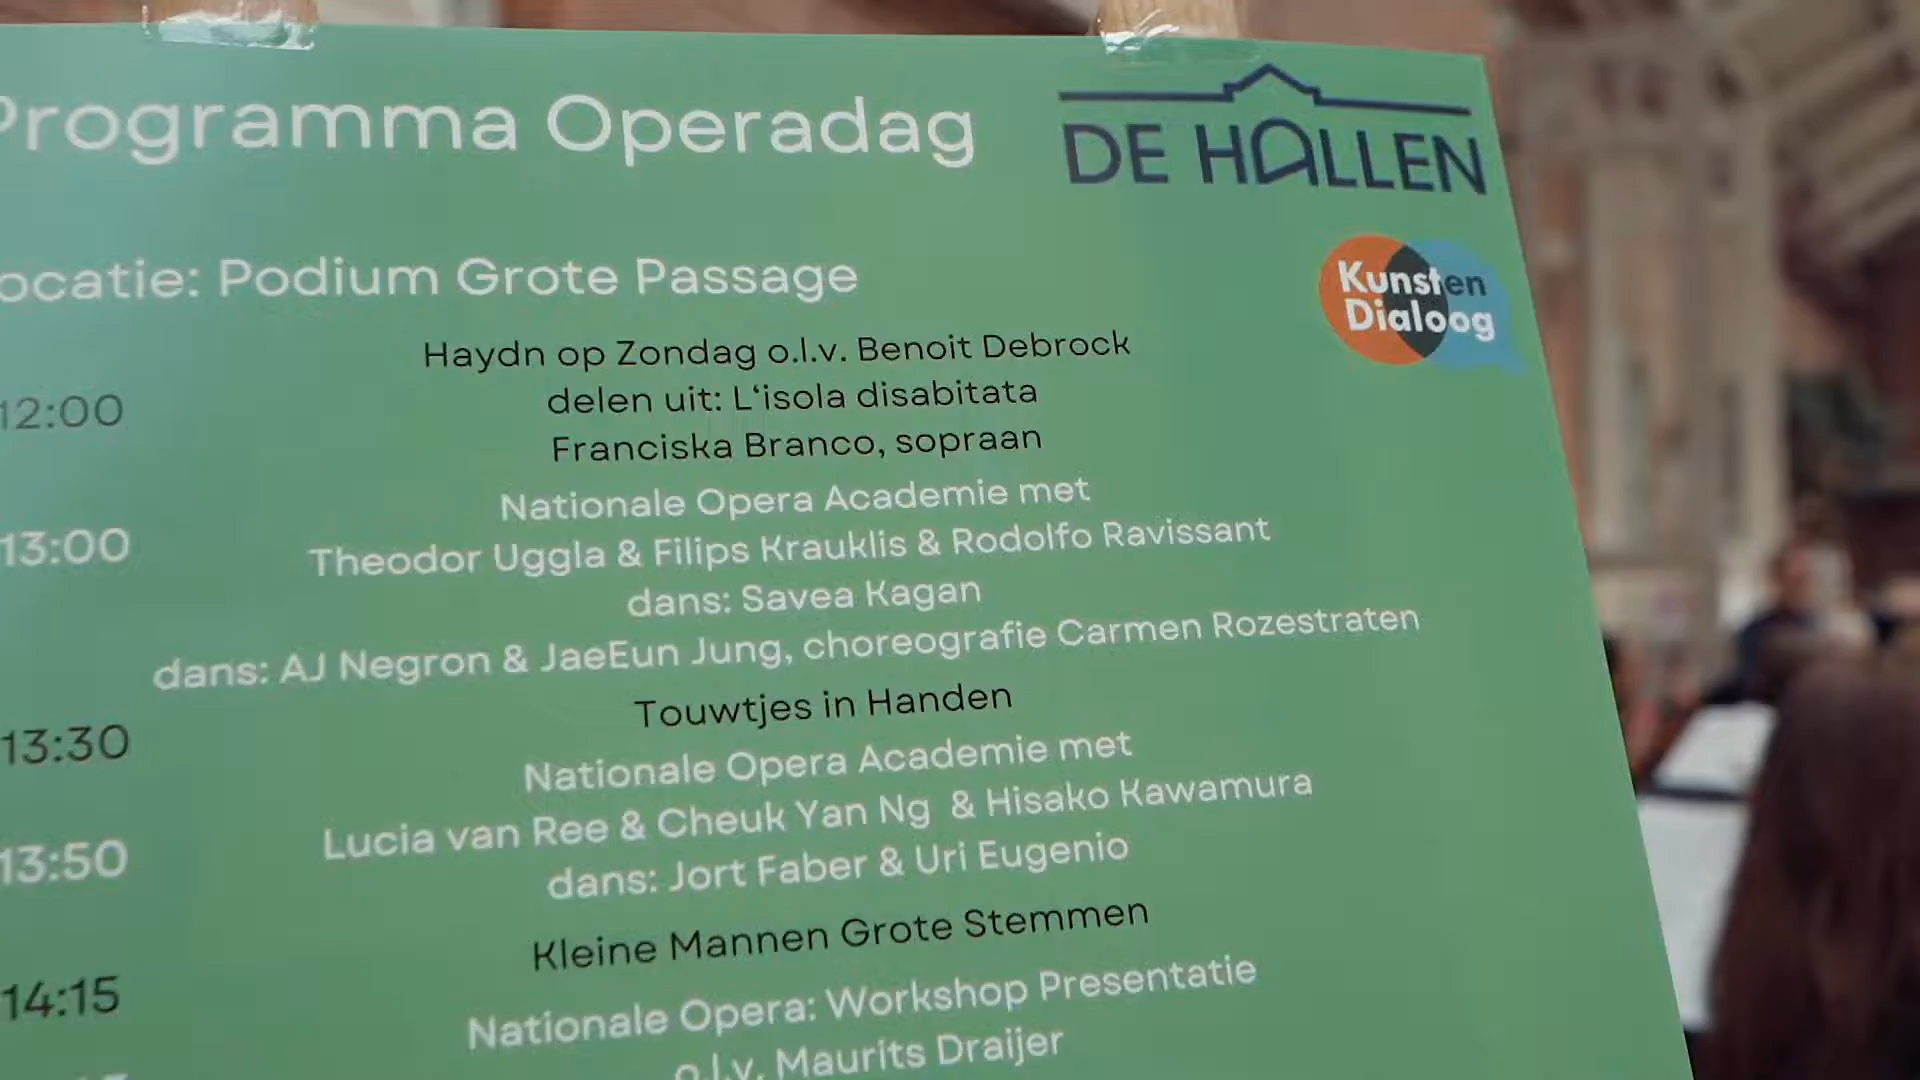 Programma Operadag
DE HALLEN
ocatie: Podium Grote Passage
Kunsten
Dialoog
Haydn op Zondag o.l.v. Benoit Debrock
12:00
delen uit: L‘isola disabitata
Franciska Branco, sopraan
Nationale Opera Academie met
13:00
Theodor Uggla & Filips Krauklis & Rodolfo Ravissant
dans: Savea Kagan
dans: AJ Negron & JaeEun Jung, choreografie Carmen Rozestraten
13:30
Touwtjes in Handen
Nationale Opera Academie met
13:50
Lucia van Ree & Cheuk Yan Ng & Hisako Kawamura
dans: Jort Faber & Uri Eugenio
14:15
Kleine Mannen Grote Stemmen
Nationale Opera: Workshop Presentatie
o.l.v. Maurits Draijer